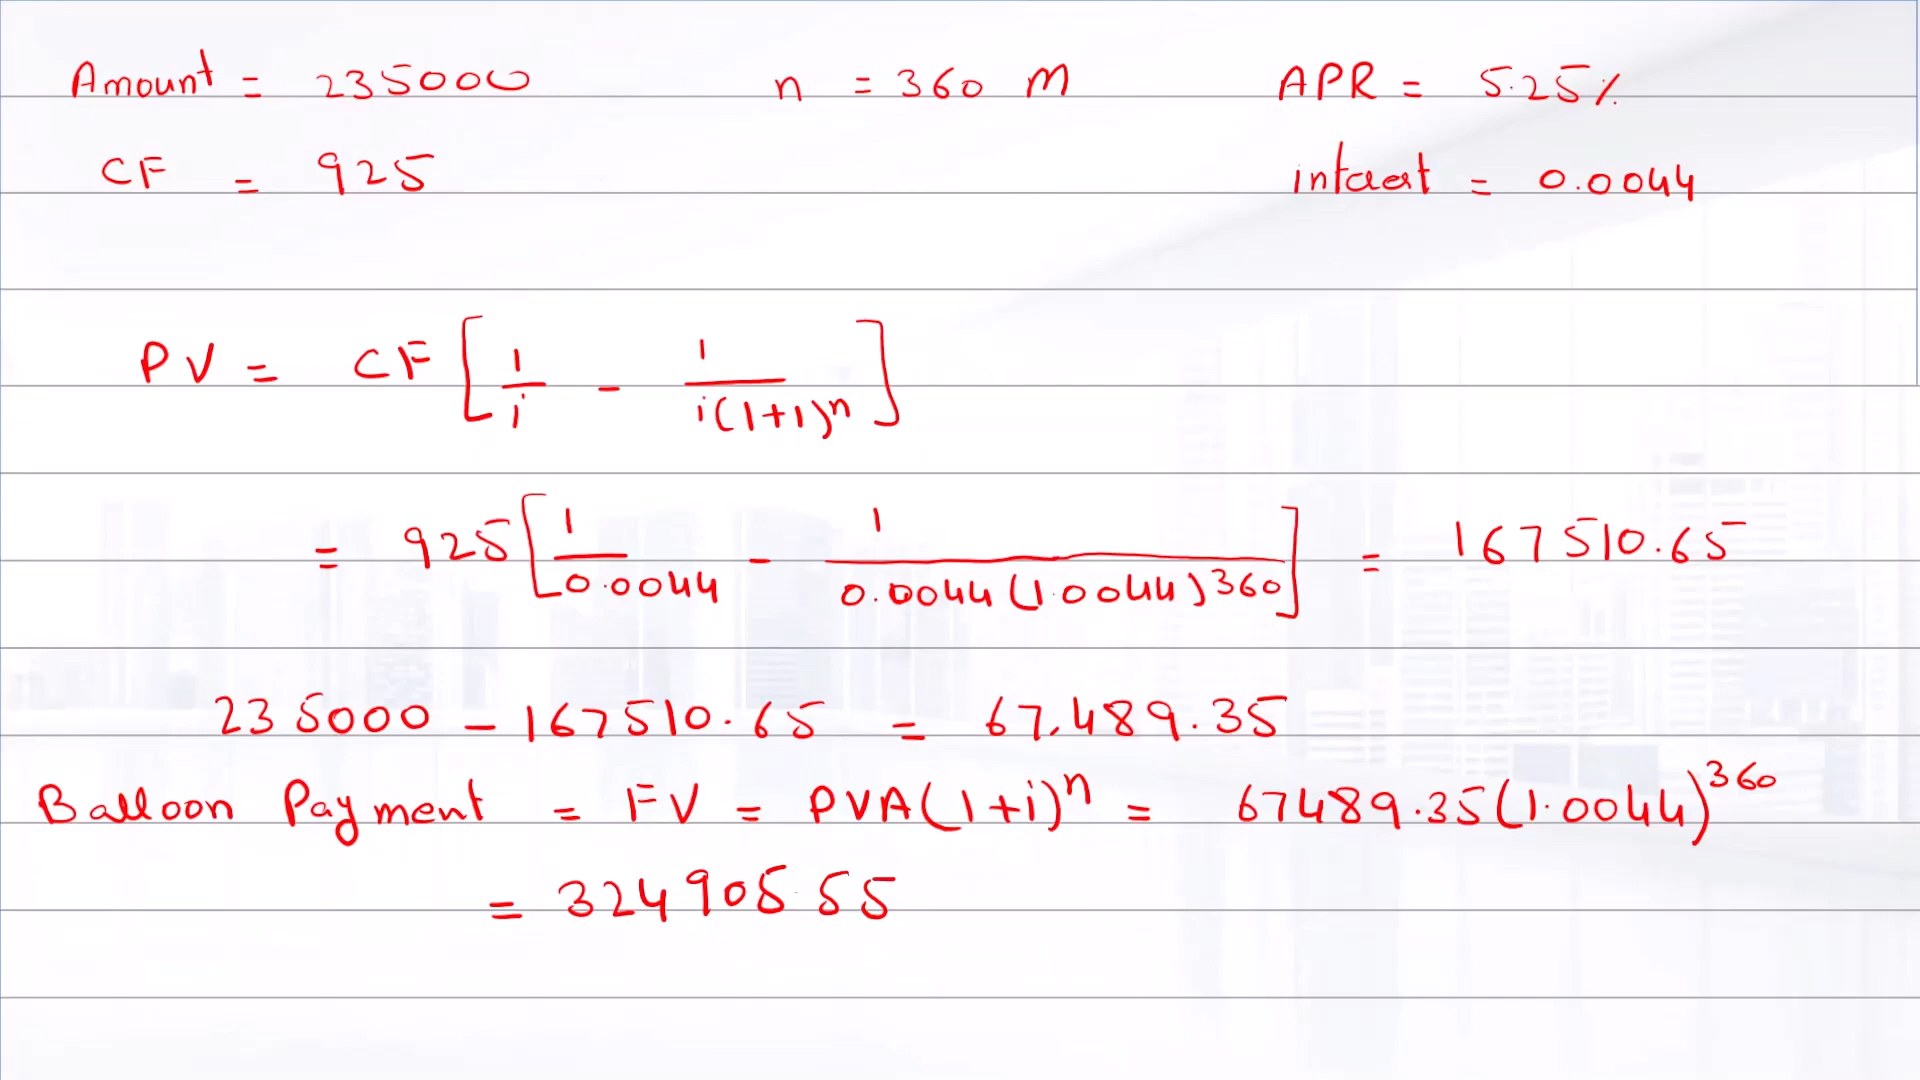 Amount = 235000 n = 360 M APR = 5.25%
CF = 925 interest = 0.0044
PV = CF [1/i - 1/i(1+i)^n]
= 925 [1/0.0044 - 1/0.0044(1.0044)^360] = 167510.65
235000 - 167510.65 = 67,489.35
Balloon Payment = FV = PVA(1+i)^n = 67489.35(1.0044)^360
= 324905.55